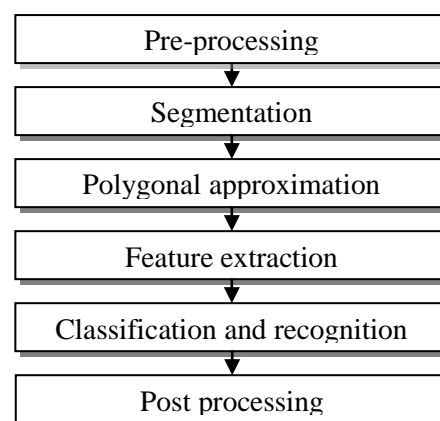 Pre-processing
Segmentation
Polygonal approximation
Feature extraction
Classification and recognition
Post processing